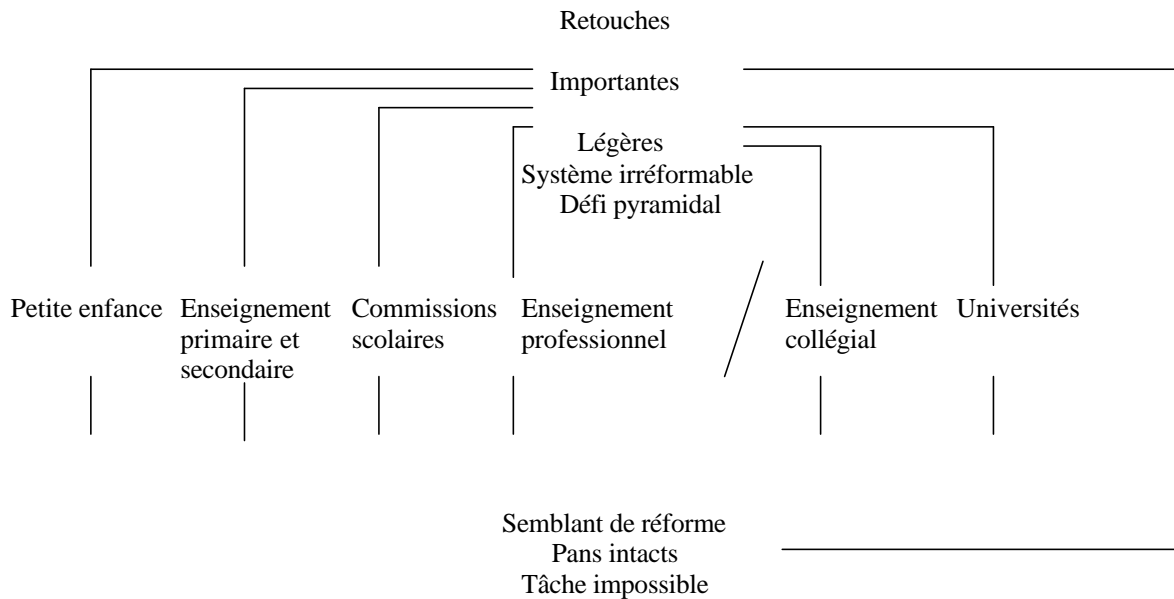 Retouches
Importantes
Légères
Système irréformable
Défi pyramidal
Petite enfance
Enseignement
primaire et
secondaire
Commissions
scolaires
Enseignement
professionnel
Enseignement
collégial
Universités
Semblant de réforme
Pans intacts
Tâche impossible